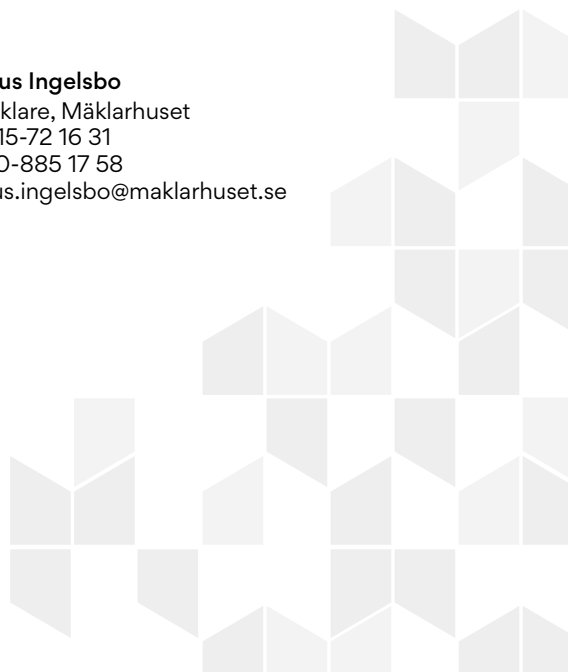 us Ingelsbo
klare, Mäklarhuset
15-72 16 31
0-885 17 58
us.ingelsbo@maklarhuset.se